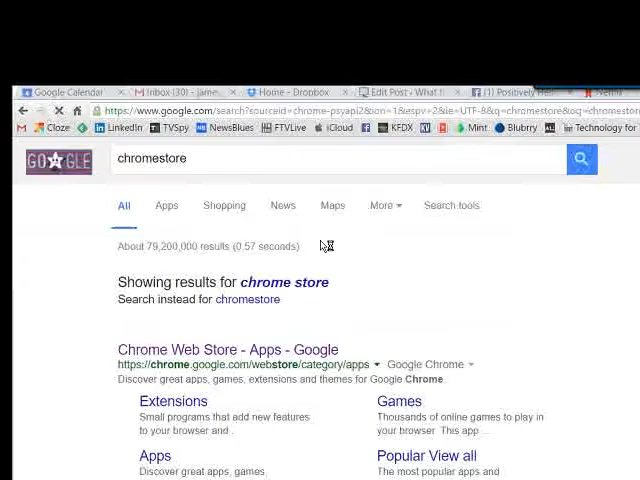 Google Calendar Inbox (30) - jame Home - Dropbox Edit Post - What (1) Positively
https://www.google.com/search?sourceid=chrome-psyapi2&ion=1&espv=2&ie=UTF-8&q=chromestore&oq=chromestore
Cloze LinkedIn TVSpy NewsBlues FTVLive iCloud KFDX Mint Blubrry Technology for
GOOGLE chromestore
All Apps Shopping News Maps More Search tools
About 79,200,000 results (0.57 seconds)
Showing results for chrome store
Search instead for chromestore
Chrome Web Store - Apps - Google
https://chrome.google.com/webstore/category/apps Google Chrome
Discover great apps, games, extensions and themes for Google Chrome.
Extensions Games
Small programs that add new features Thousands of online games to play in
to your browser and .. your browser. This app ...
Apps Popular View all
Discover great apps, games, The most popular apps and